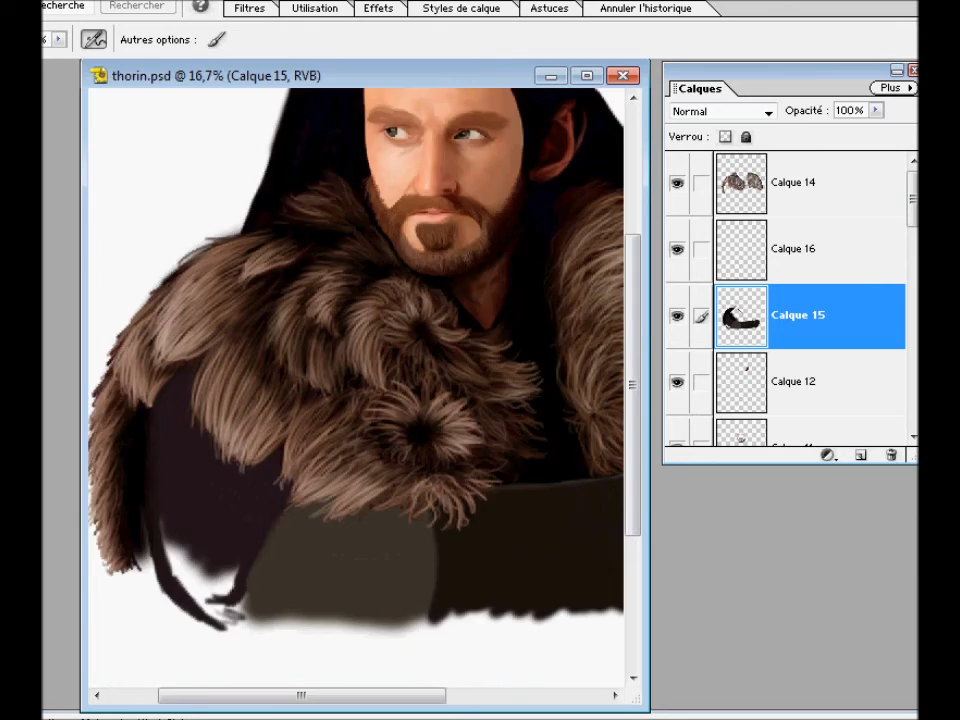 echerche Rechercher ? Filtres Utilisation Effets Styles de calque Astuces Annuler l'historique
% Autres options :
thorin.psd @ 16,7% (Calque 15, RVB)
Calques Plus
Normal Opacité : 100%
Verrou :
Calque 14
Calque 16
Calque 15
Calque 12